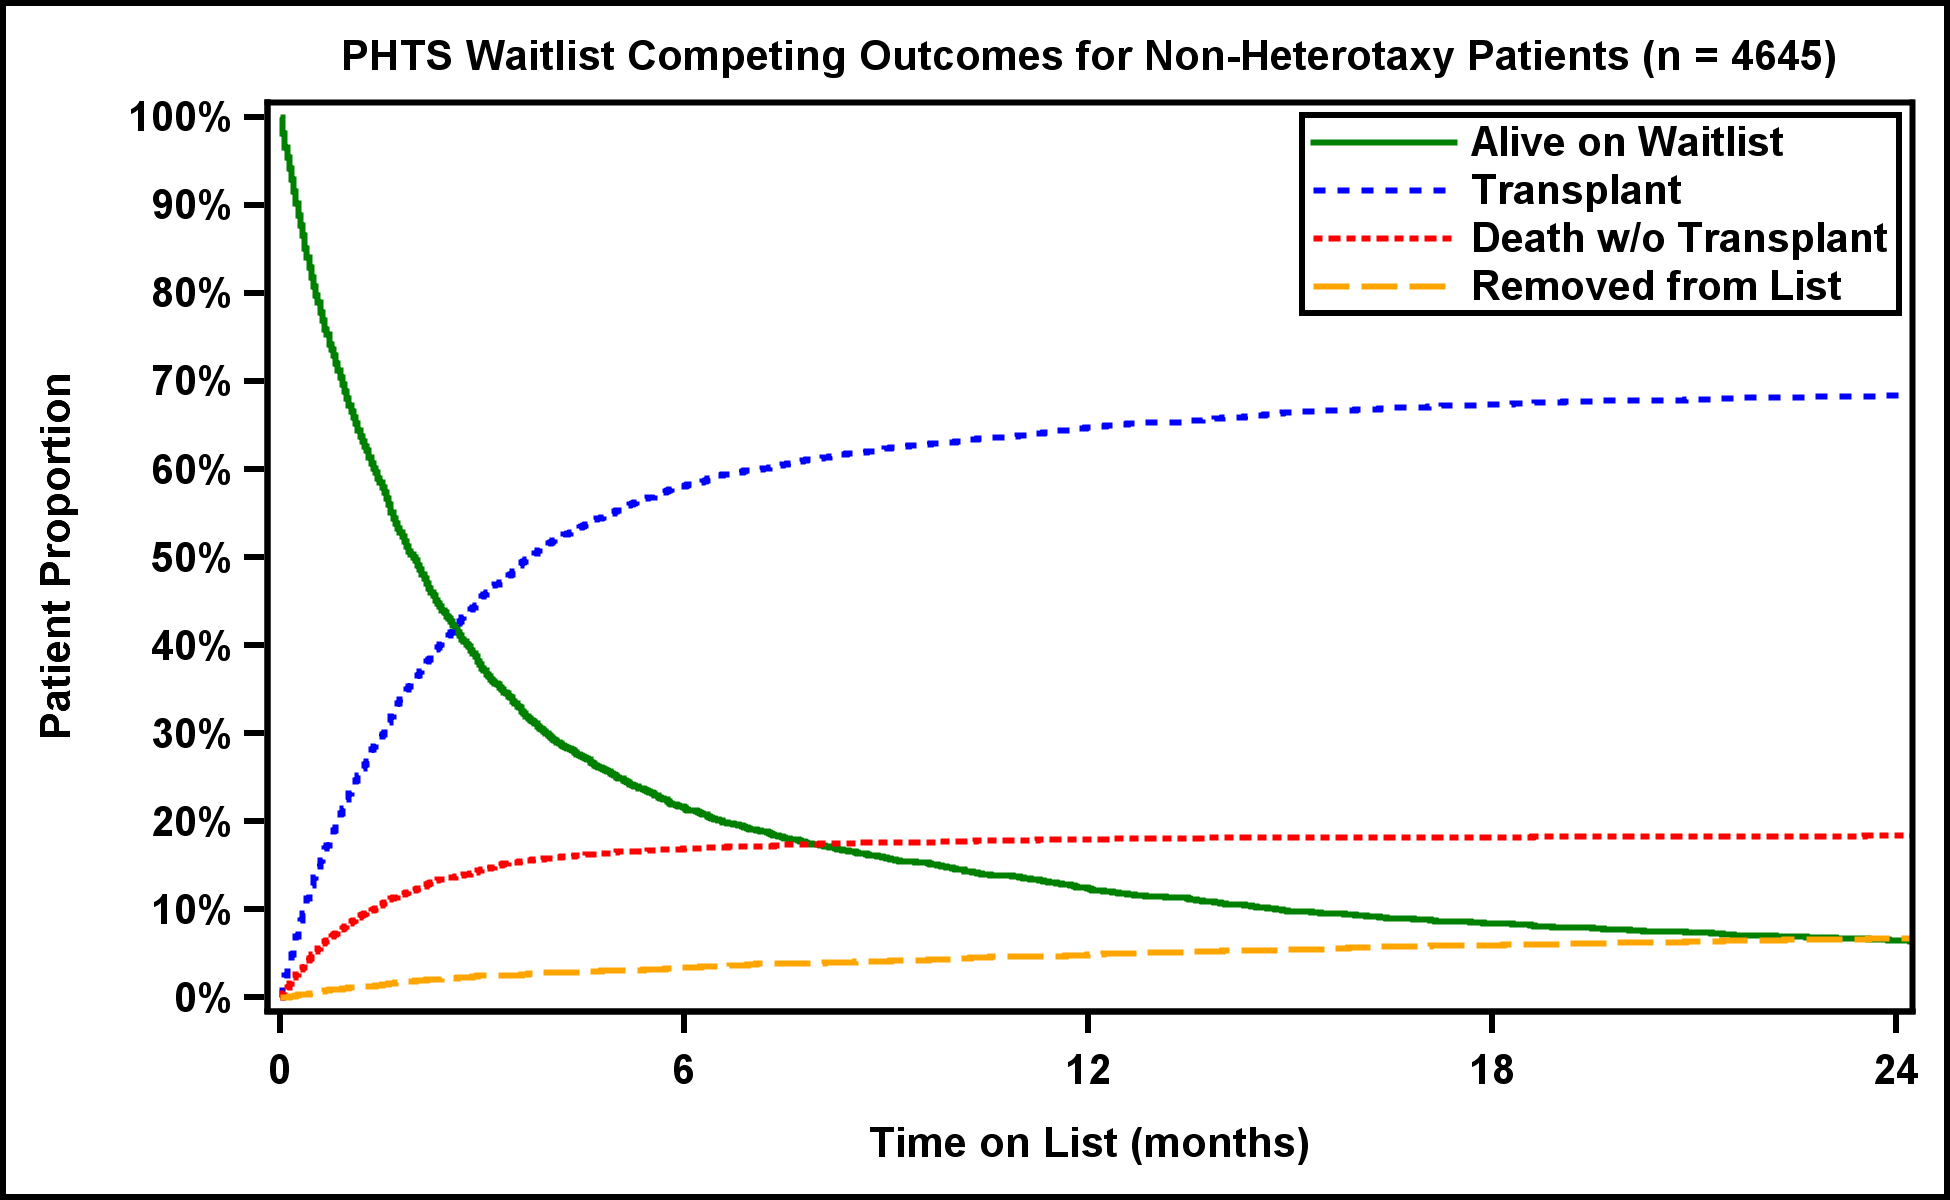 PHTS Waitlist Competing Outcomes for Non-Heterotaxy Patients (n = 4645)
Alive on Waitlist
Transplant
Death w/o Transplant
Removed from List
Patient Proportion
100%
90%
80%
70%
60%
50%
40%
30%
20%
10%
0%
0 6 12 18 24
Time on List (months)